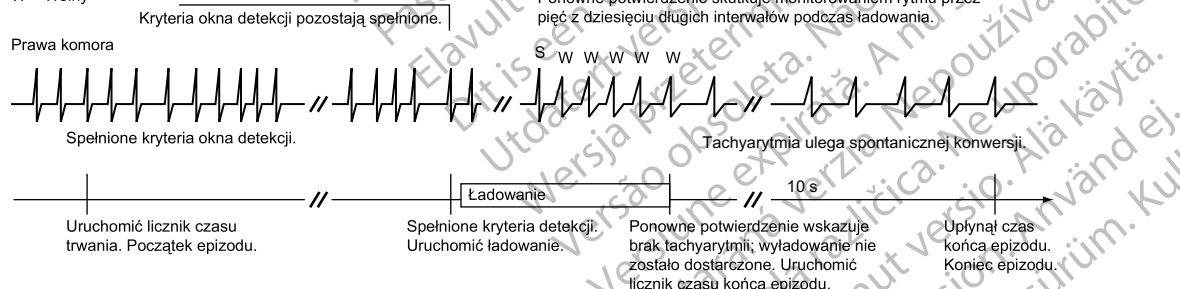 Kryteria okna detekcji pozostają spełnione.
pięć z dziesięciu długich interwałów podczas ładowania.
Prawa komora
S W W W W W
Spełnione kryteria okna detekcji.
Tachyarytmia ulega spontanicznej konwersji.
10 s
Ładowanie
Uruchomić licznik czasu
trwania. Początek epizodu.
Spełnione kryteria detekcji.
Uruchomić ładowanie.
Ponowne potwierdzenie wskazuje
brak tachyarytmii; wyładowanie nie
zostało dostarczone. Uruchomić
licznik czasu końca epizodu.
Upłynął czas
końca epizodu.
Koniec epizodu.